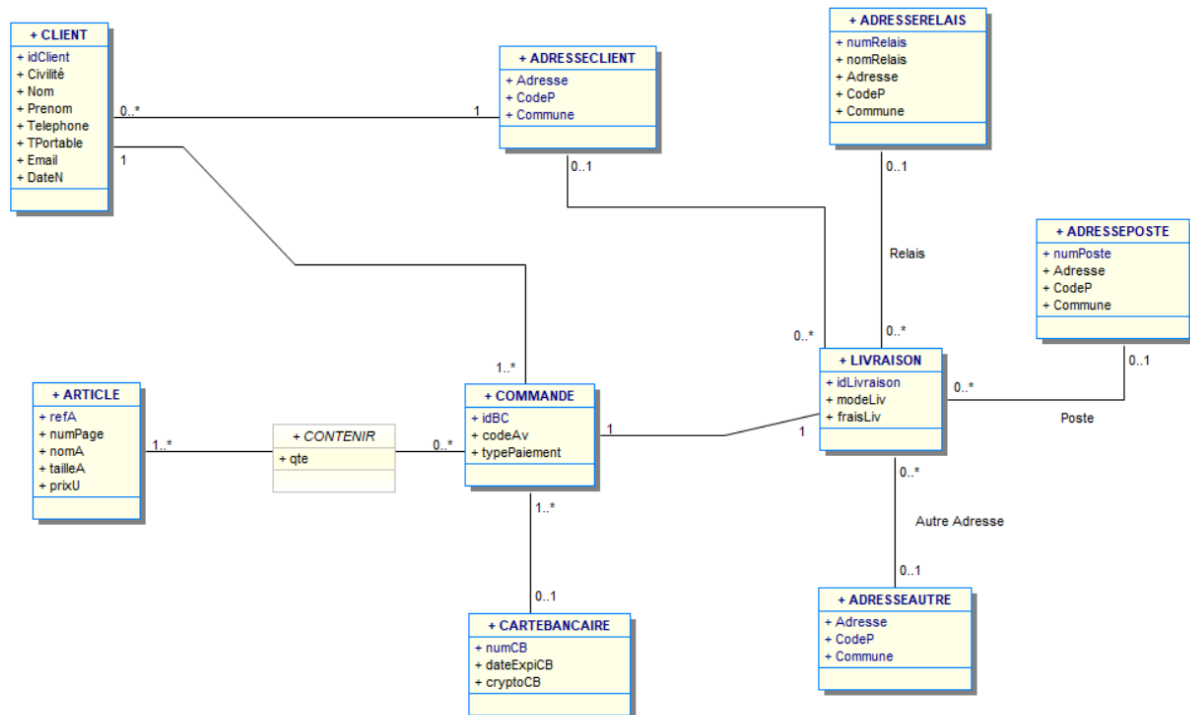 + CLIENT
+ idClient
+ Civilité
+ Nom
+ Prenom
+ Telephone
+ TPortable
+ Email
+ DateN
0..*
1
1
+ ADRESSECLIENT
+ Adresse
+ CodeP
+ Commune
0..1
+ ADRESSERELAIS
+ numRelais
+ nomRelais
+ Adresse
+ CodeP
+ Commune
0..1
Relais
0..*
0..*
+ ADRESSEPOSTE
+ numPoste
+ Adresse
+ CodeP
+ Commune
0..1
0..*
Poste
+ LIVRAISON
+ idLivraison
+ modeLiv
+ fraisLiv
1
1
1..*
+ COMMANDE
+ idBC
+ codeAv
+ typePaiement
+ ARTICLE
+ refA
+ numPage
+ nomA
+ tailleA
+ prixU
1..*
+ CONTENIR
+ qte
0..*
1..*
0..1
+ CARTEBANCAIRE
+ numCB
+ dateExpiCB
+ cryptoCB
0..*
Autre Adresse
0..1
+ ADRESSEAUTRE
+ Adresse
+ CodeP
+ Commune